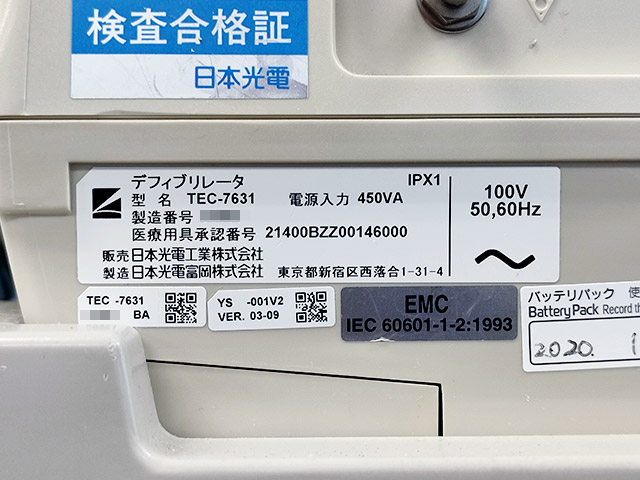 検査合格証
日本光電
デフィブリレータ
IPX1
型 名 TEC-7631 電源入力 450VA
製造番号
医療用具承認番号 21400BZZ00146000
販売 日本光電工業株式会社
製造 日本光電富岡株式会社 東京都新宿区西落合1-31-4
100V
50,60Hz
TEC -7631
BA
YS -001V2
VER. 03-09
EMC
IEC 60601-1-2:1993
バッテリパック 使
Battery Pack Record th
2020. 1